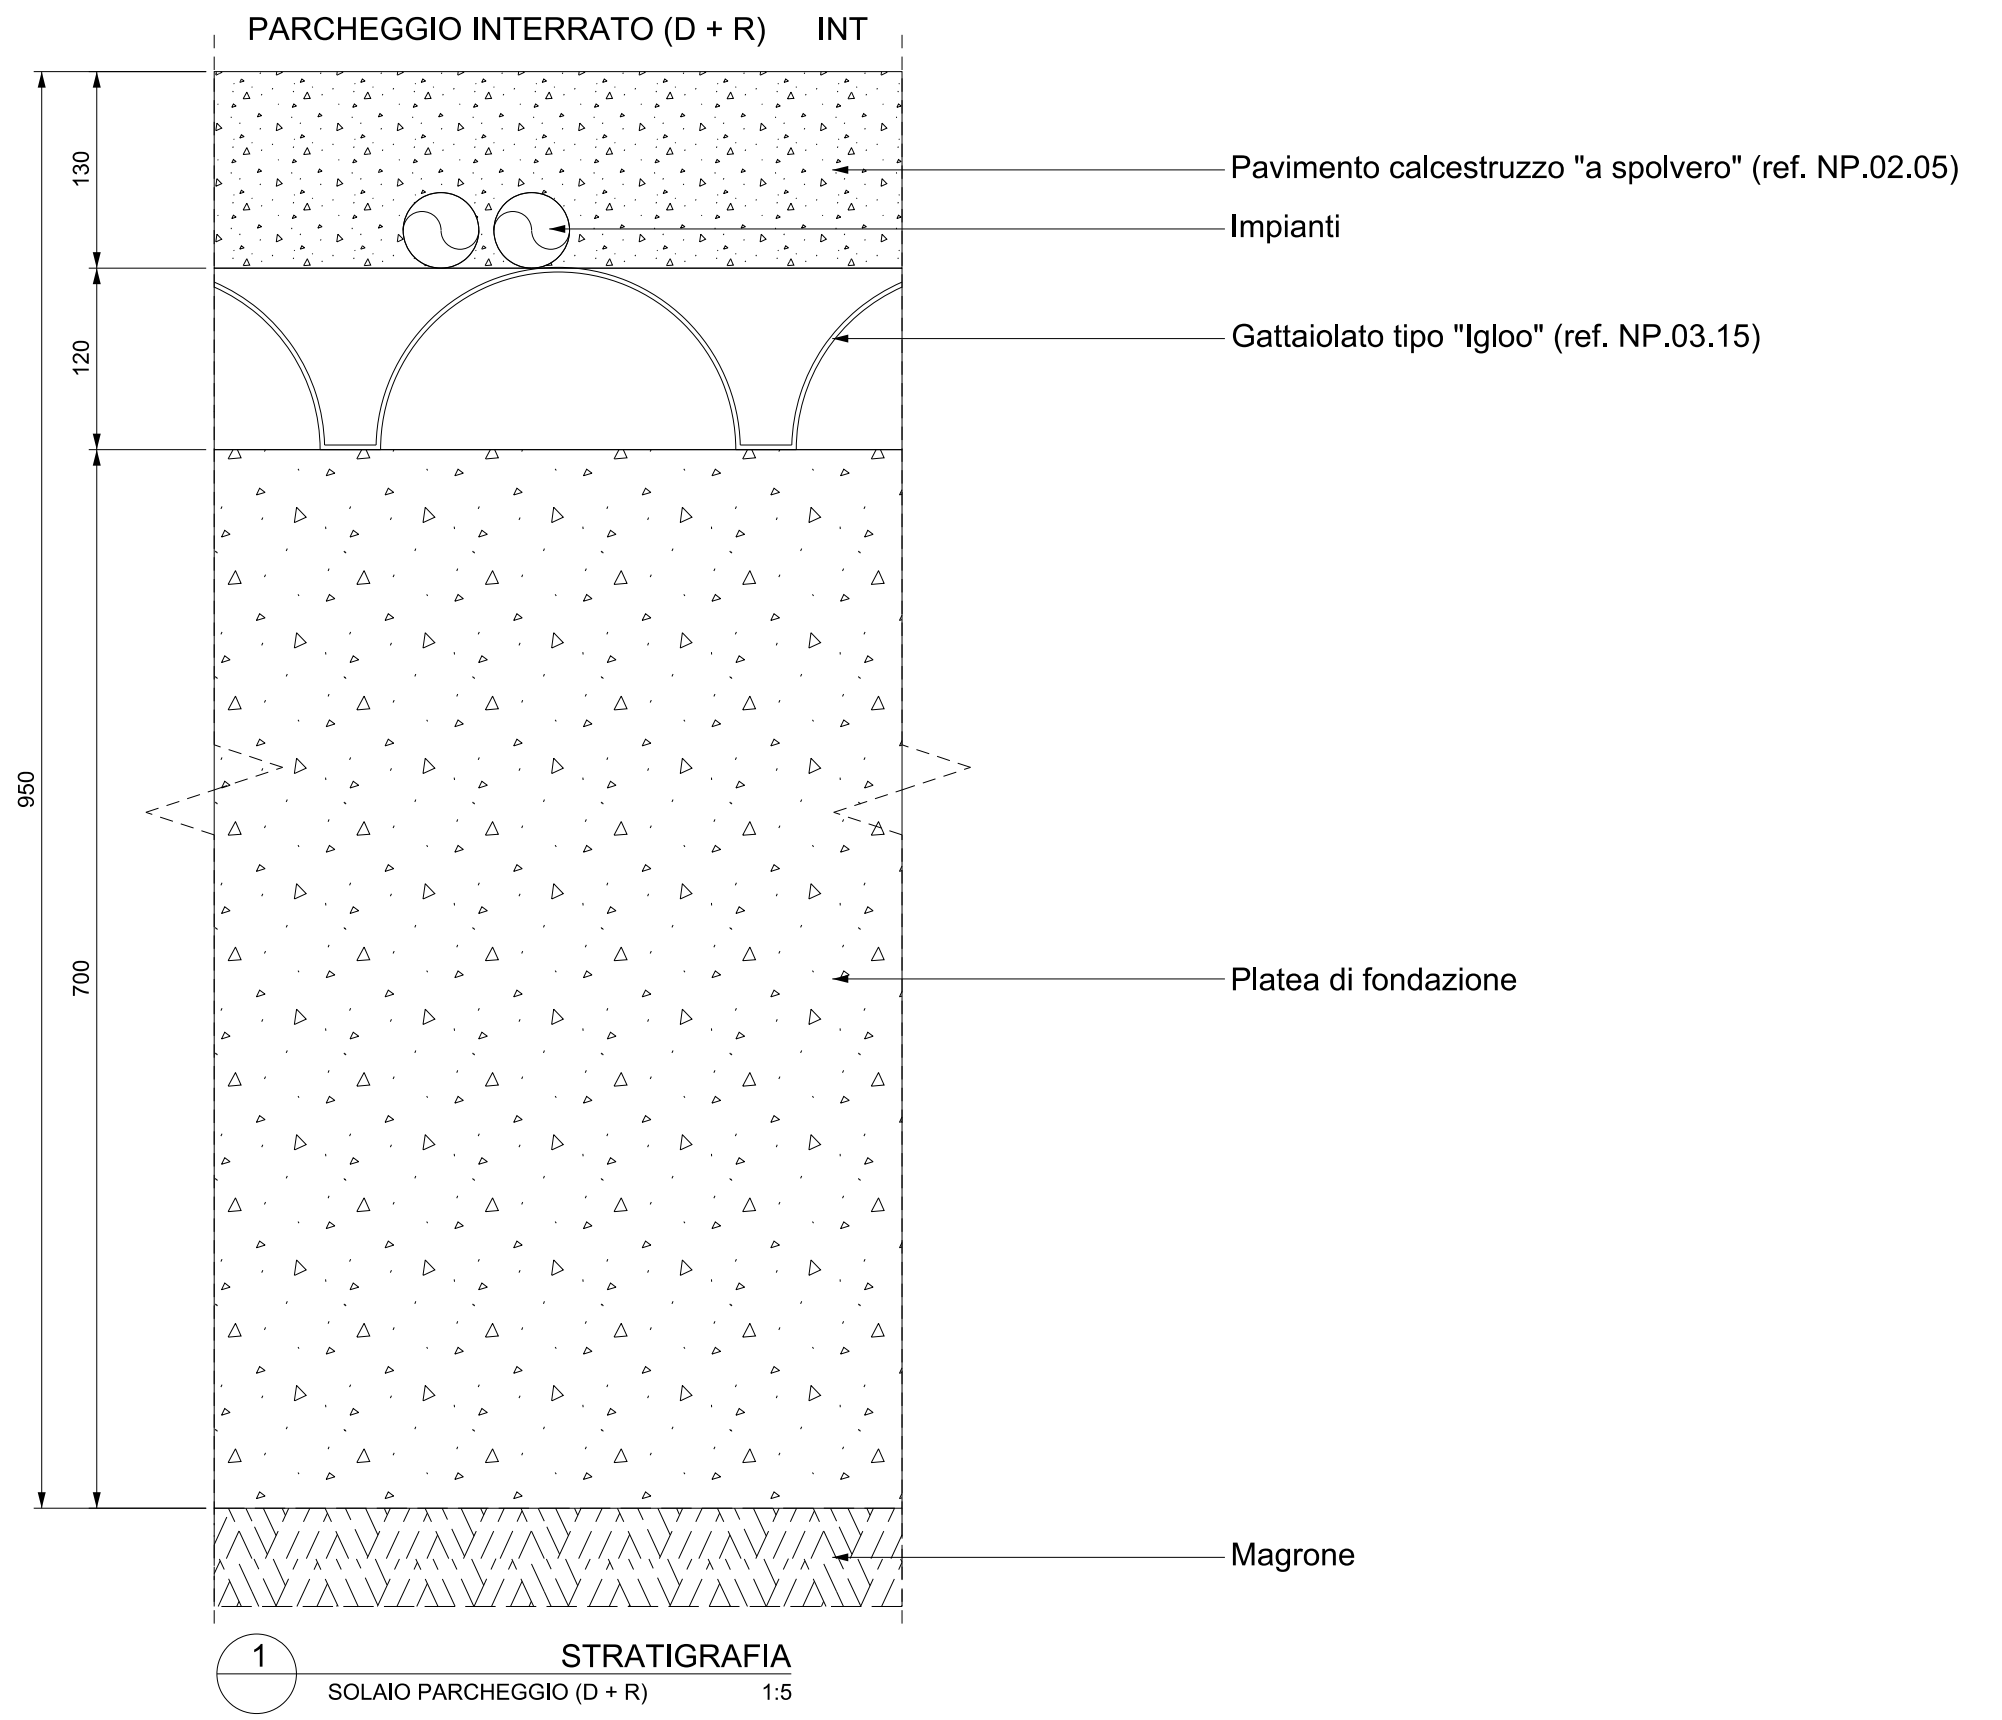 PARCHEGGIO INTERRATO (D + R) INT
130
Pavimento calcestruzzo "a spolvero" (ref. NP.02.05)
Impianti
120
Gattaiolato tipo "Igloo" (ref. NP.03.15)
950
700
Platea di fondazione
Magrone
1
STRATIGRAFIA
SOLAIO PARCHEGGIO (D + R) 1:5